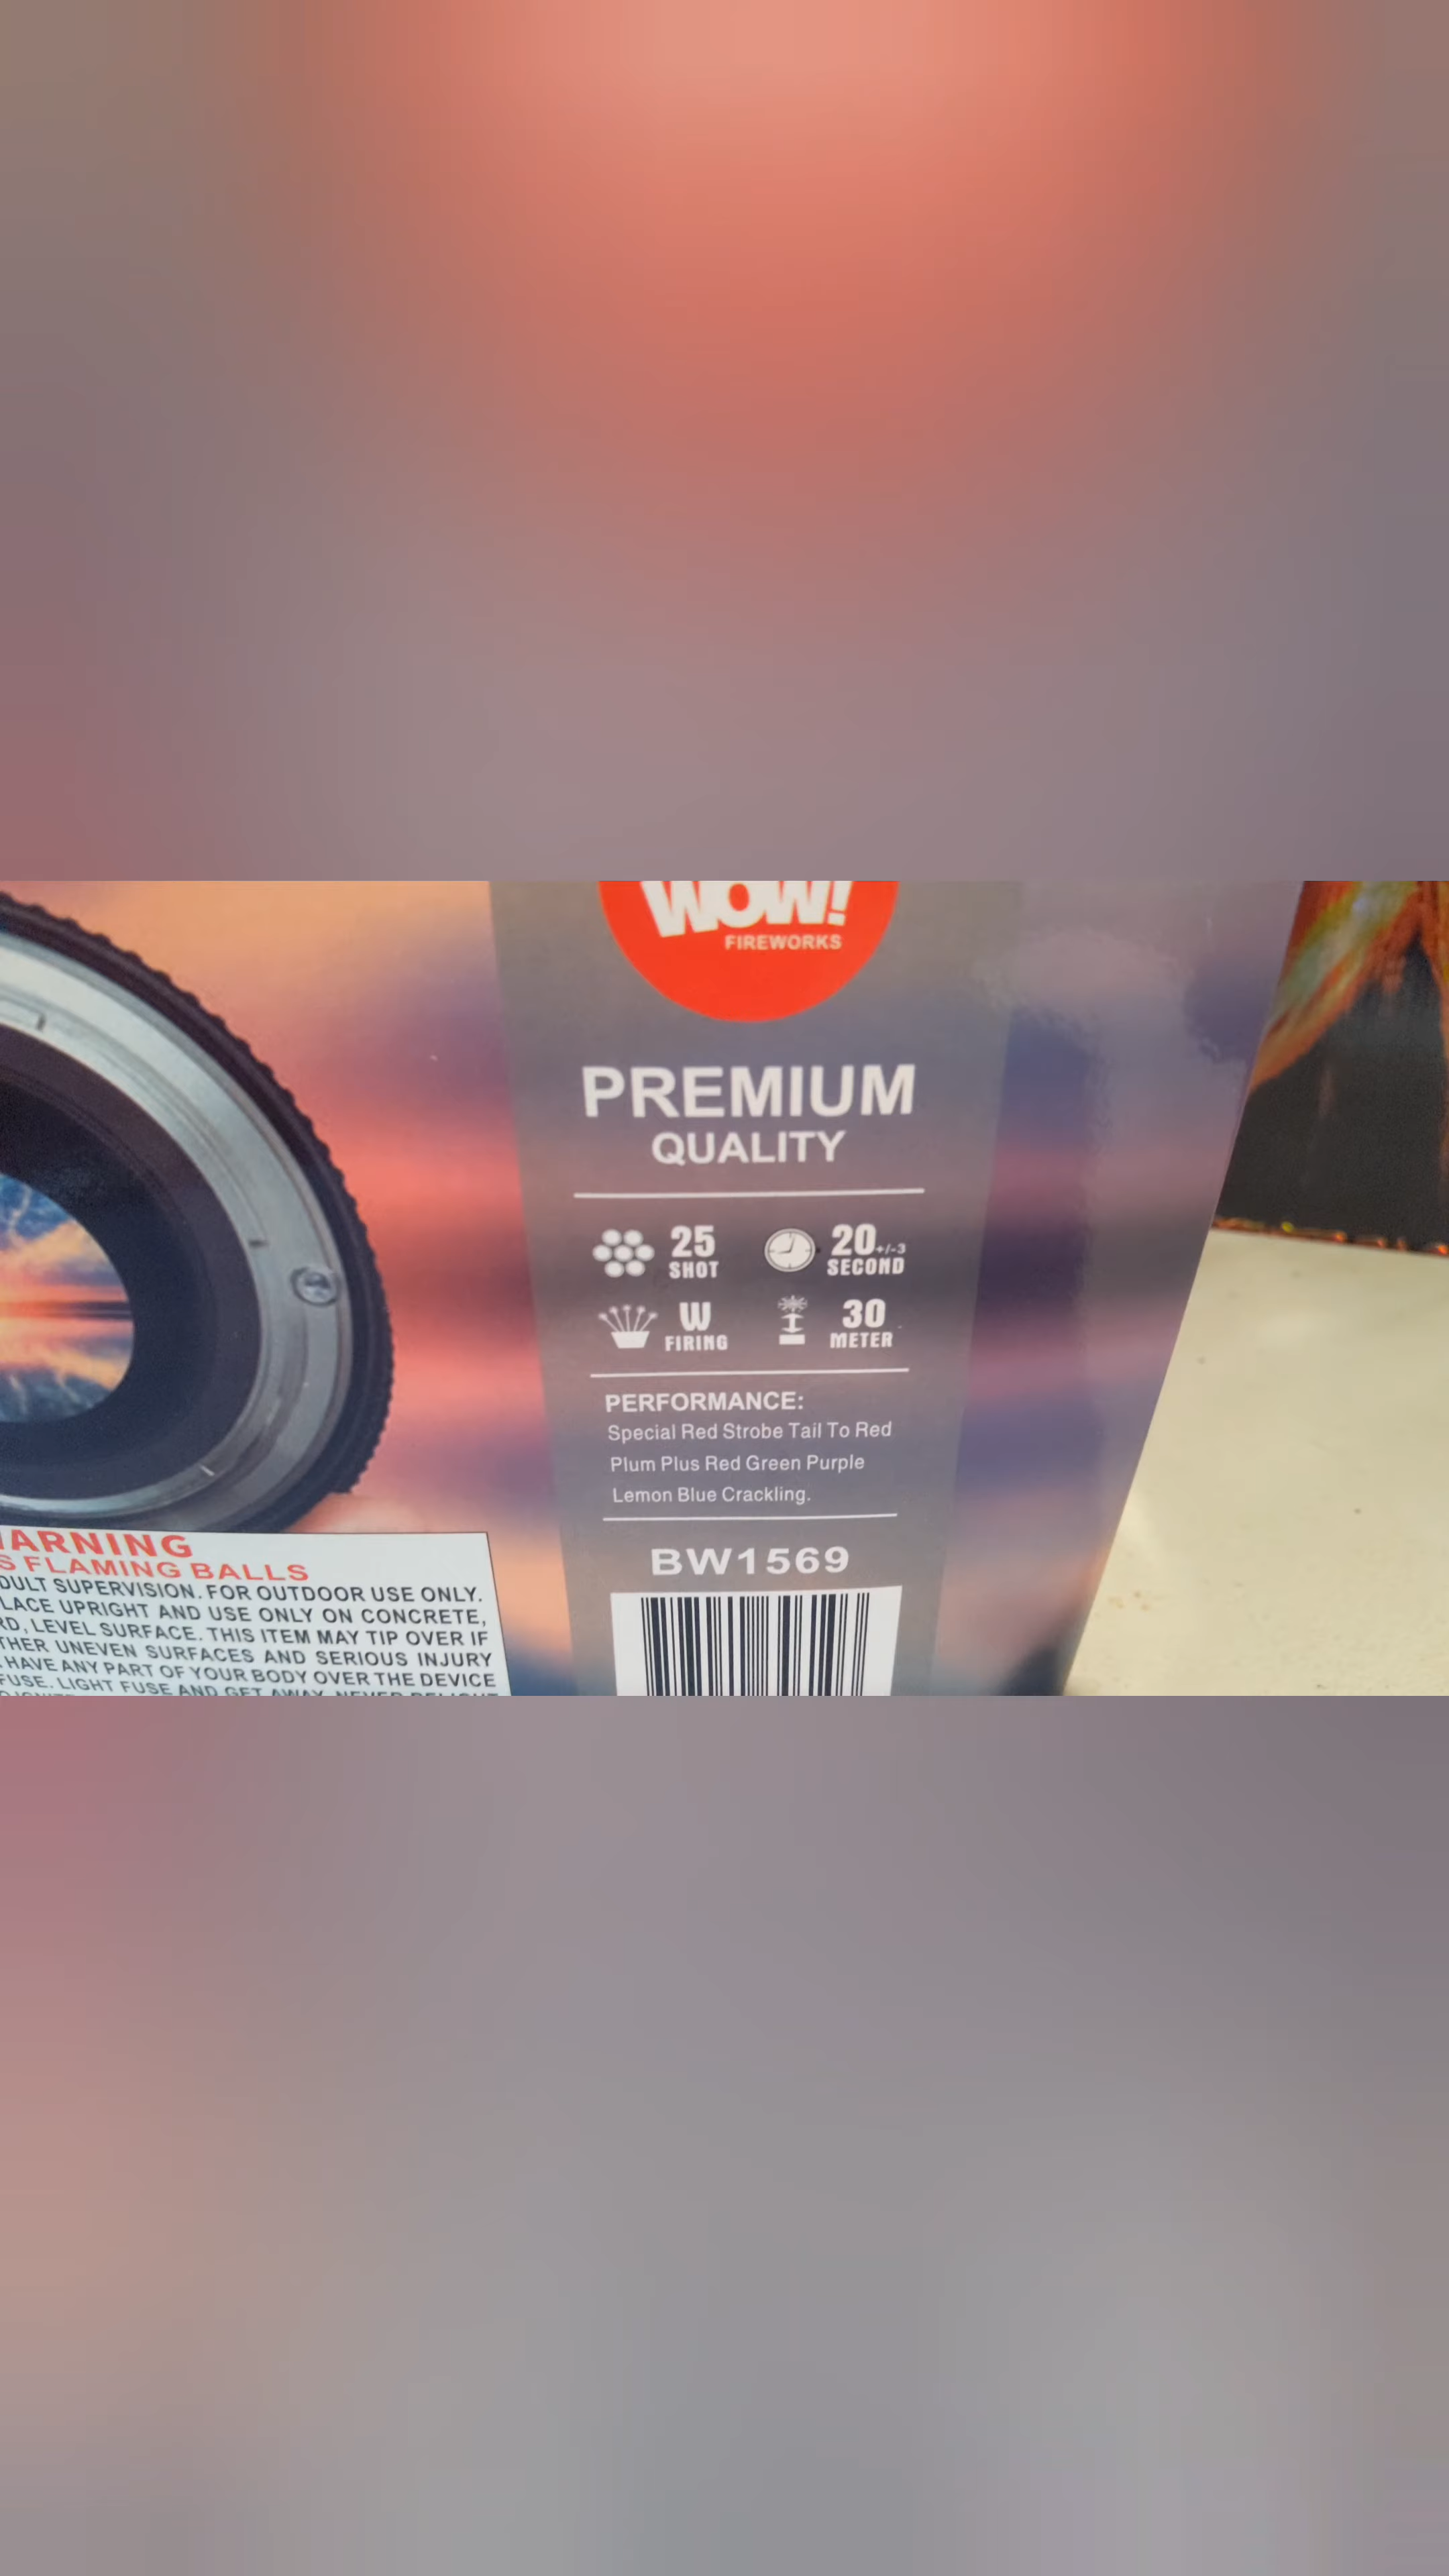 WOW!
FIREWORKS
PREMIUM
QUALITY
25
SHOT
20 +/-3
SECOND
W
FIRING
30
METER
PERFORMANCE:
Special Red Strobe Tail To Red
Plum Plus Red Green Purple
Lemon Blue Crackling.
BW1569
ARNING
S FLAMING BALLS
DULT SUPERVISION. FOR OUTDOOR USE ONLY.
LACE UPRIGHT AND USE ONLY ON CONCRETE,
RD, LEVEL SURFACE. THIS ITEM MAY TIP OVER IF
THER UNEVEN SURFACES AND SERIOUS INJURY
HAVE ANY PART OF YOUR BODY OVER THE DEVICE
FUSE. LIGHT FUSE AND GET AWAY. NEVER RELIGHT